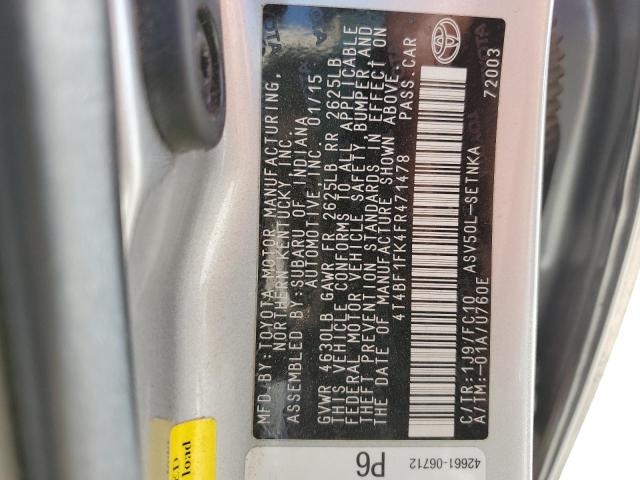 MFD.BY:TOYOTA MOTOR MANUFACTURING,
NORTHERN KENTUCKY, INC.
ASSEMBLED BY:SUBARU OF INDIANA
AUTOMOTIVE, INC. 01/15
GVWR 4630LB GAWR FR 2625LB RR 2625LB
THIS VEHICLE CONFORMS TO ALL APPLICABLE
FEDERAL MOTOR VEHICLE SAFETY, BUMPER, AND
THEFT PREVENTION STANDARDS IN EFFECT ON
THE DATE OF MANUFACTURE SHOWN ABOVE.
4T4BF1FK4FR471478 PASS.CAR
C/TR:1J9/FC10 ASV50L-SETNKA
A/TM:-01A/U760E 72003
42661-06712
P6
load